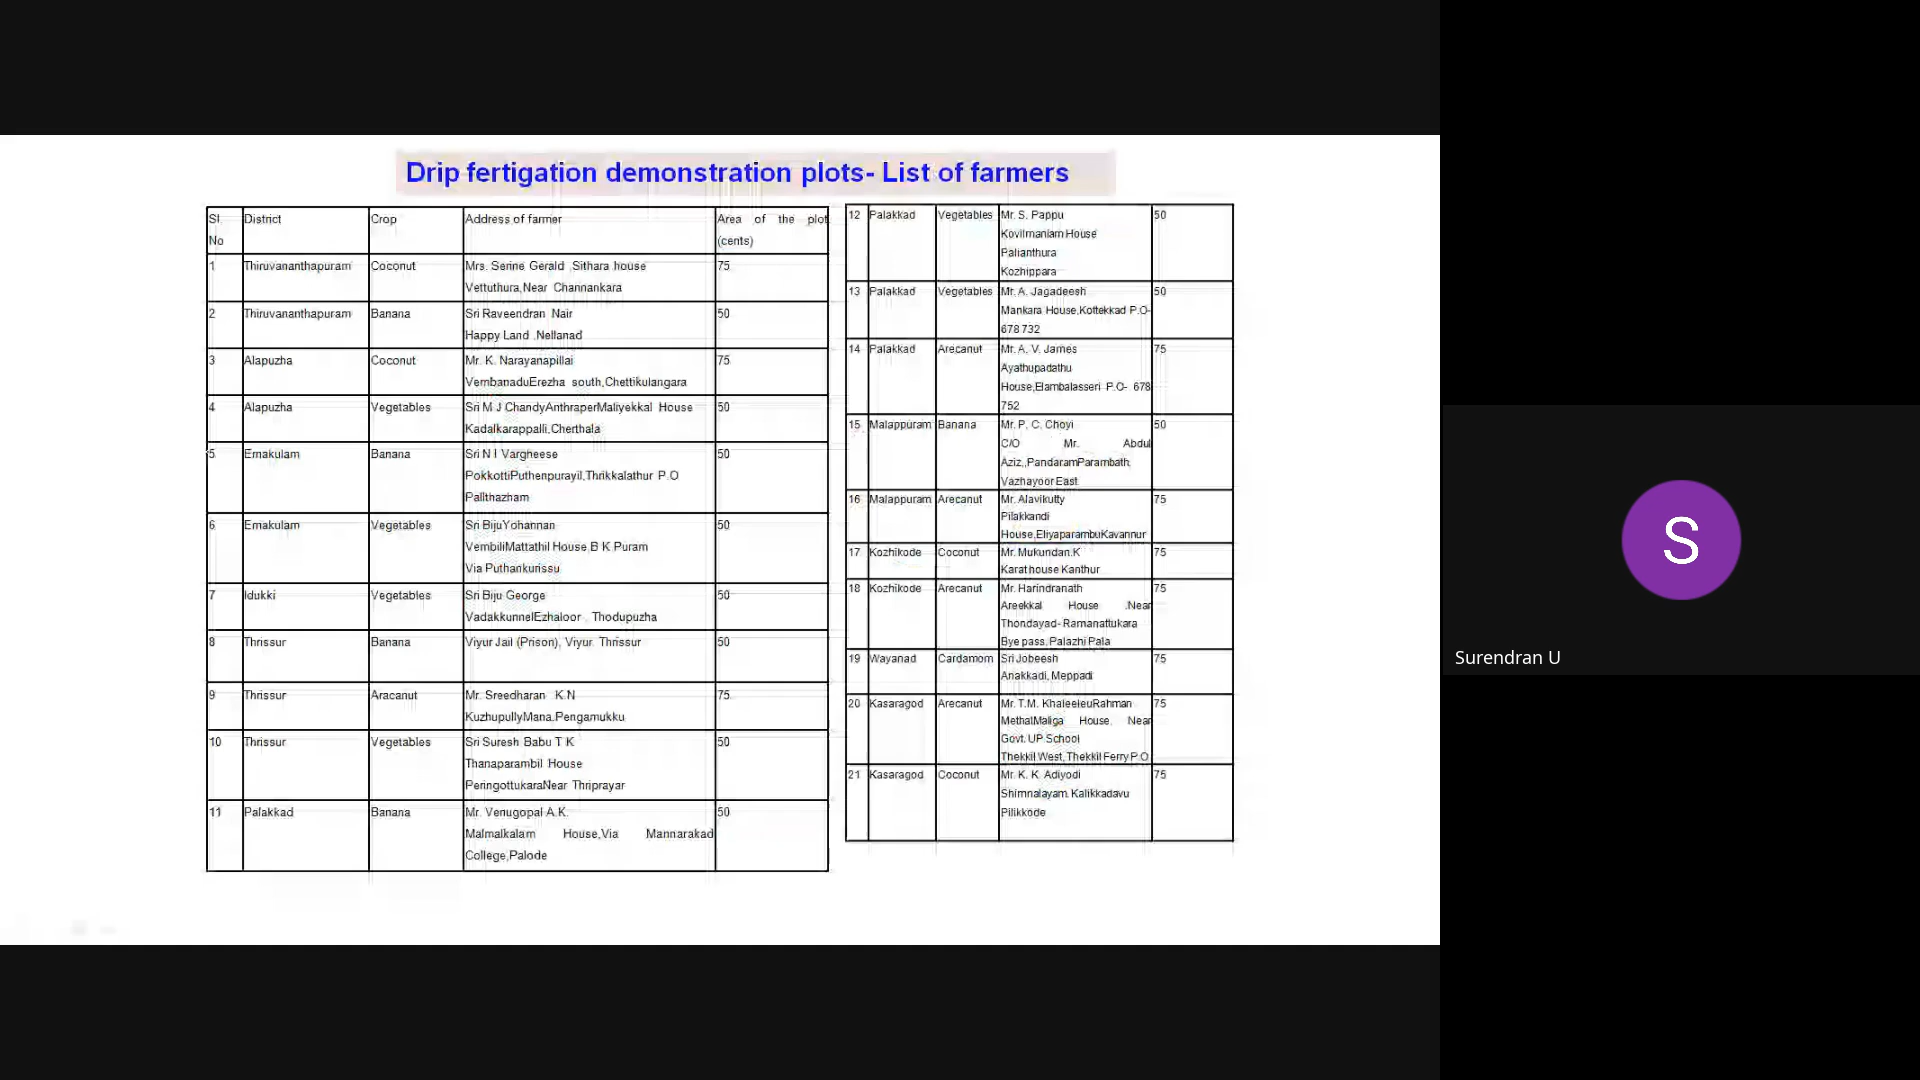 Drip fertigation demonstration plots- List of farmers
Sl No District Crop Address of farmer Area of the plot (cents)
1 Thiruvananthapuram Coconut Mrs. Serine Gerald Sithara house 75
Vettuthura,Near Channankara
2 Thiruvananthapuram Banana Sri Raveendran Nair 50
Happy Land ,Nellanad
3 Alapuzha Coconut Mr. K. Narayanapillai 75
VembanaduErezha south,Chettikulangara
4 Alapuzha Vegetables Sri M J ChandyAnthraperMaliyekkal House 50
Kadalkarappalli,Cherthala
5 Ernakulam Banana Sri N I Vargheese 50
PokkottiPuthenpurayil,Thrikkalathur P.O
Pallthazham
6 Ernakulam Vegetables Sri BijuYohannan 50
VembiliMattathil House,B K Puram
Via Puthankurissu
7 Idukki Vegetables Sri Biju George 50
VadakkunnelEzhaloor , Thodupuzha
8 Thrissur Banana Viyur Jail (Prison), Viyur, Thrissur 50
9 Thrissur Aracanut Mr. Sreedharan K.N 75
KuzhupullyMana,Pengamukku
10 Thrissur Vegetables Sri Suresh Babu T K 50
Thanaparambil House
PeringottukaraNear Thriprayar
11 Palakkad Banana Mr. Venugopal A.K. 50
Malmalkalam House,Via Mannarakad
College,Palode
12 Palakkad Vegetables Mr. S. Pappu 50
Kovilmaniam House
Palianthura
Kozhippara
13 Palakkad Vegetables Mr. A. Jagadeesh 50
Mankara House,Kottekkad P.O-
678 732
14 Palakkad Arecanut Mr. A. V. James 75
Ayathupadathu
House,Elambalasseri P.O- 678
752
15 Malappuram Banana Mr. P. C. Choyi 50
C/O Mr. Abdul
Aziz,,PandaramParambath,
Vazhayoor East
16 Malappuram Arecanut Mr. Alavikutty 75
Pilakkandi
House,EliyaparambuKavannur
17 Kozhikode Coconut Mr. Mukundan.K 75
Karat house Kanthur
18 Kozhikode Arecanut Mr. Harindranath 75
Areekkal House ,Near
Thondayad- Ramanattukara
Bye pass, Palazhi Pala
19 Wayanad Cardamom Sri Jobeesh 75
Anakkadi, Meppadi
20 Kasaragod Arecanut Mr. T.M. KhaleeleuRahman 75
MethalMaliga House, Near
Govt. UP School
Thekkil West, Thekkil Ferry P.O
21 Kasaragod Coconut Mr. K. K. Adiyodi 75
Shimnalayam, Kalikkadavu
Pilikkode
S
Surendran U